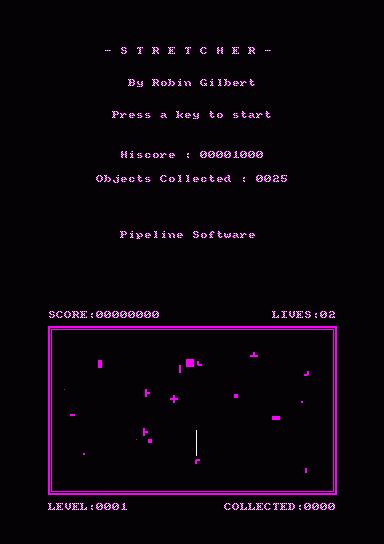 ~ S T R E T C H E R ~
By Robin Gilbert
Press a key to start
Hiscore : 00001000
Objects Collected : 0025
Pipeline Software
SCORE:00000000 LIVES:02
LEVEL:0001 COLLECTED:0000